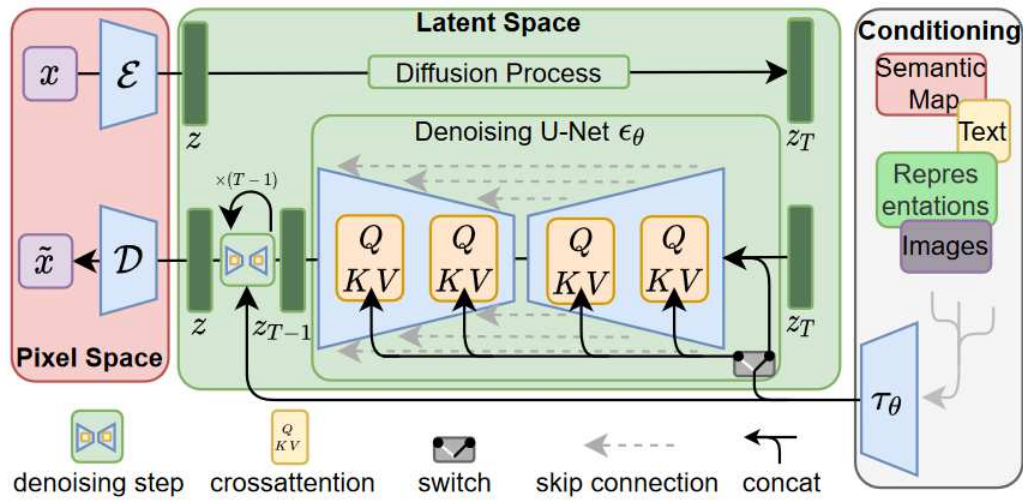 Latent Space
Conditioning
x
ℰ
z
Diffusion Process
z_T
Semantic
Map
Text
Repres
entations
Images
Denoising U-Net ϵ_θ
×(T−1)
Q
KV
Q
KV
Q
KV
Q
KV
x̃
𝒟
z
z_{T−1}
z_T
Pixel Space
τ_θ
Q
KV
denoising step
crossattention
switch
skip connection
concat